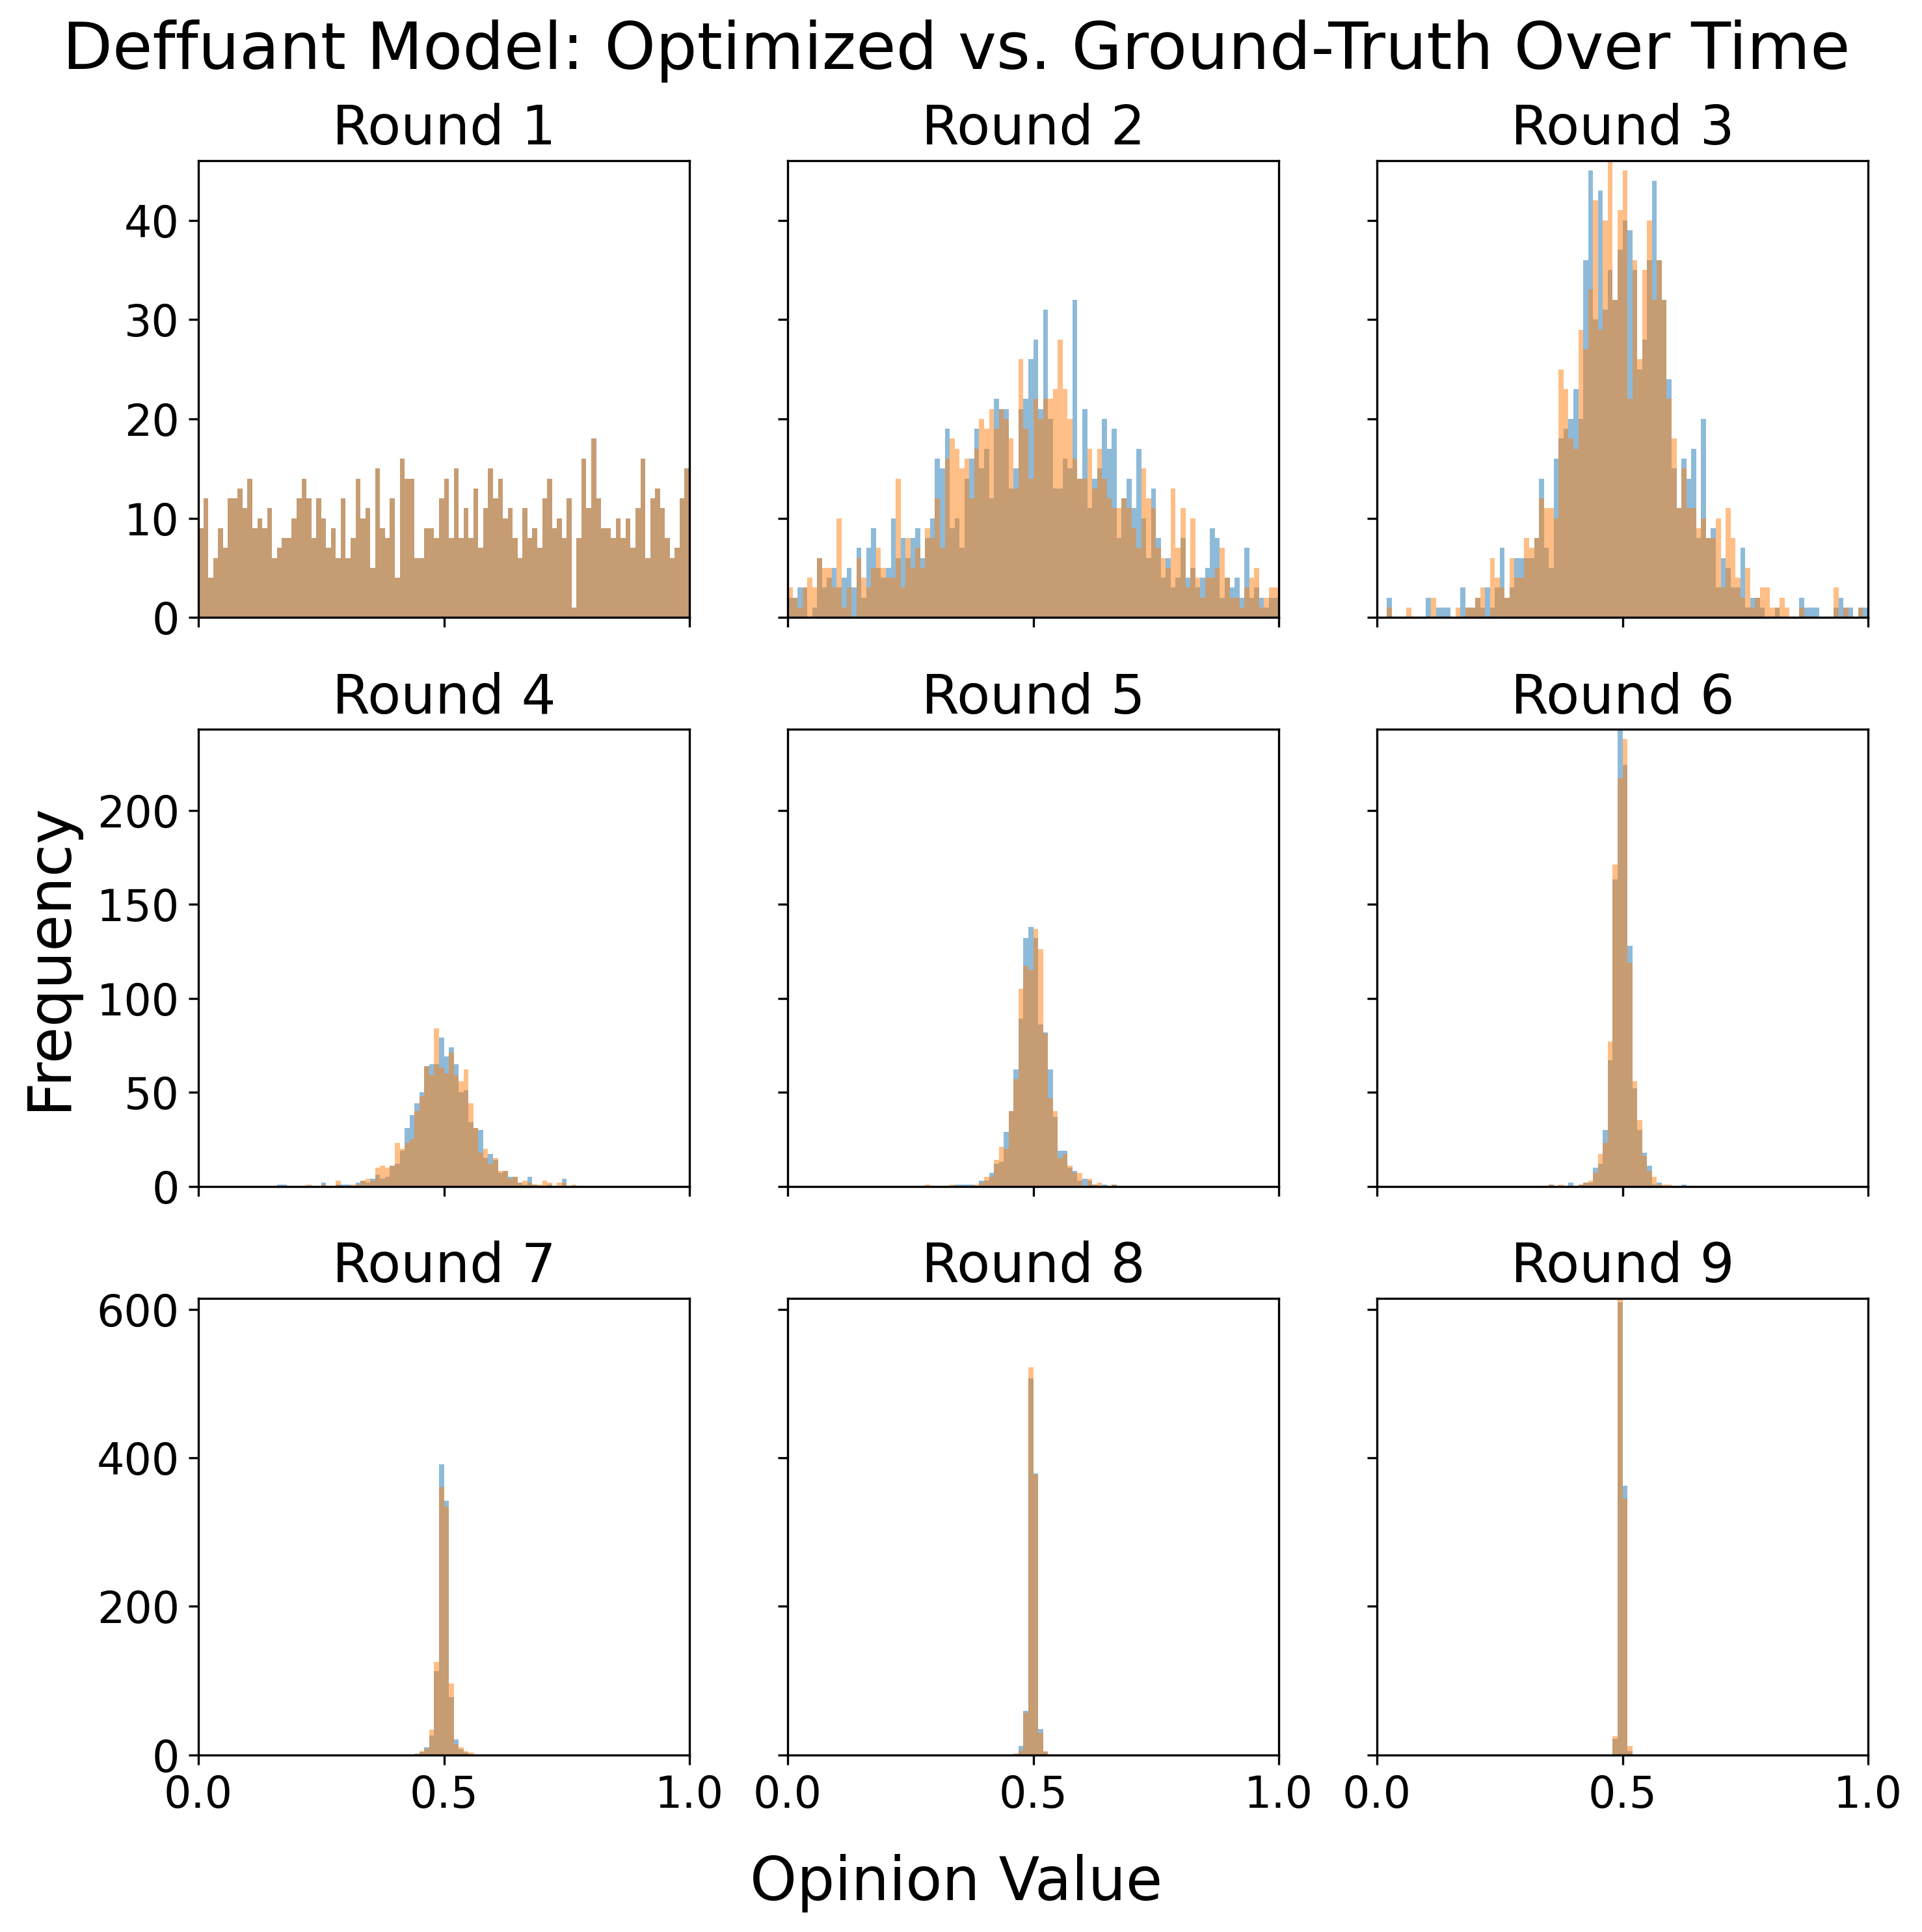 Deffuant Model: Optimized vs. Ground-Truth Over Time
Round 1
Round 2
Round 3
40
30
20
10
0
Round 4
Round 5
Round 6
Frequency
200
150
100
50
0
Round 7
Round 8
Round 9
600
400
200
0
0.0 0.5 1.0
0.0 0.5 1.0
0.0 0.5 1.0
Opinion Value